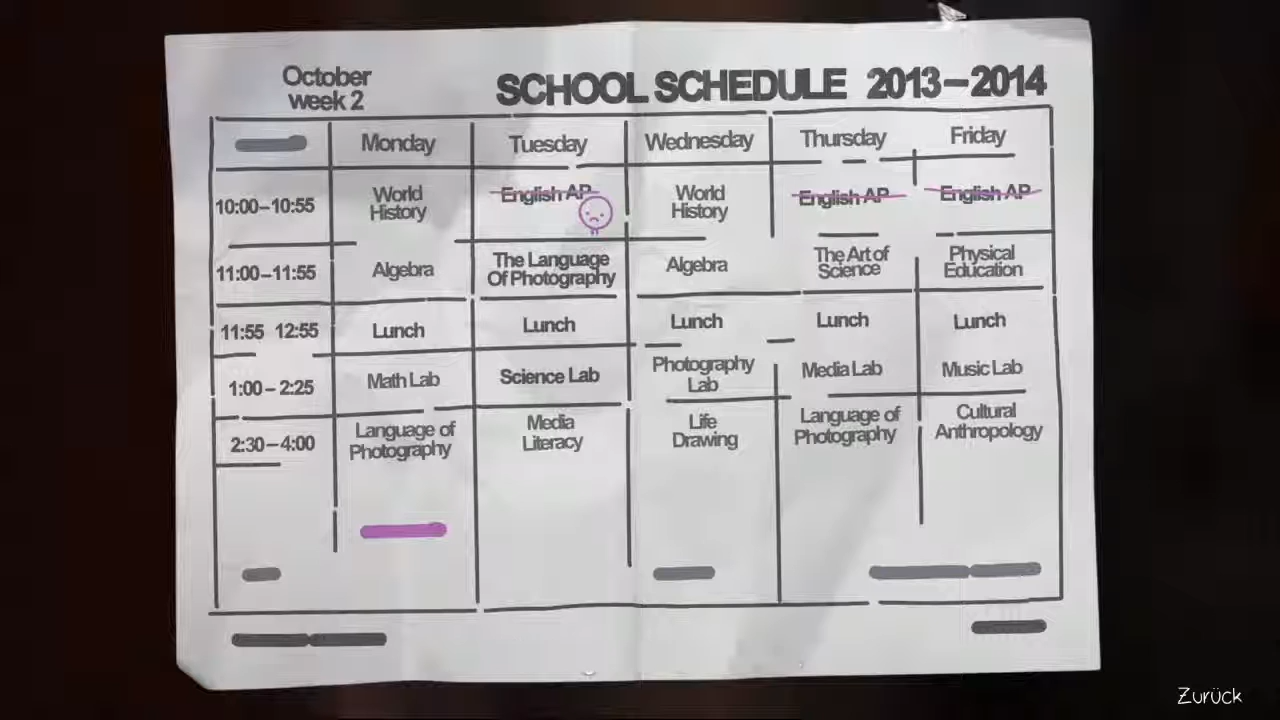 October
week 2
SCHOOL SCHEDULE 2013-2014
Monday Tuesday Wednesday Thursday Friday
10:00-10:55 World History English AP World History English AP English AP
11:00-11:55 Algebra The Language Of Photography Algebra The Art of Science Physical Education
11:55 12:55 Lunch Lunch Lunch Lunch Lunch
1:00-2:25 Math Lab Science Lab Photography Lab Media Lab Music Lab
2:30-4:00 Language of Photography Media Literacy Life Drawing Language of Photography Cultural Anthropology
Zurück